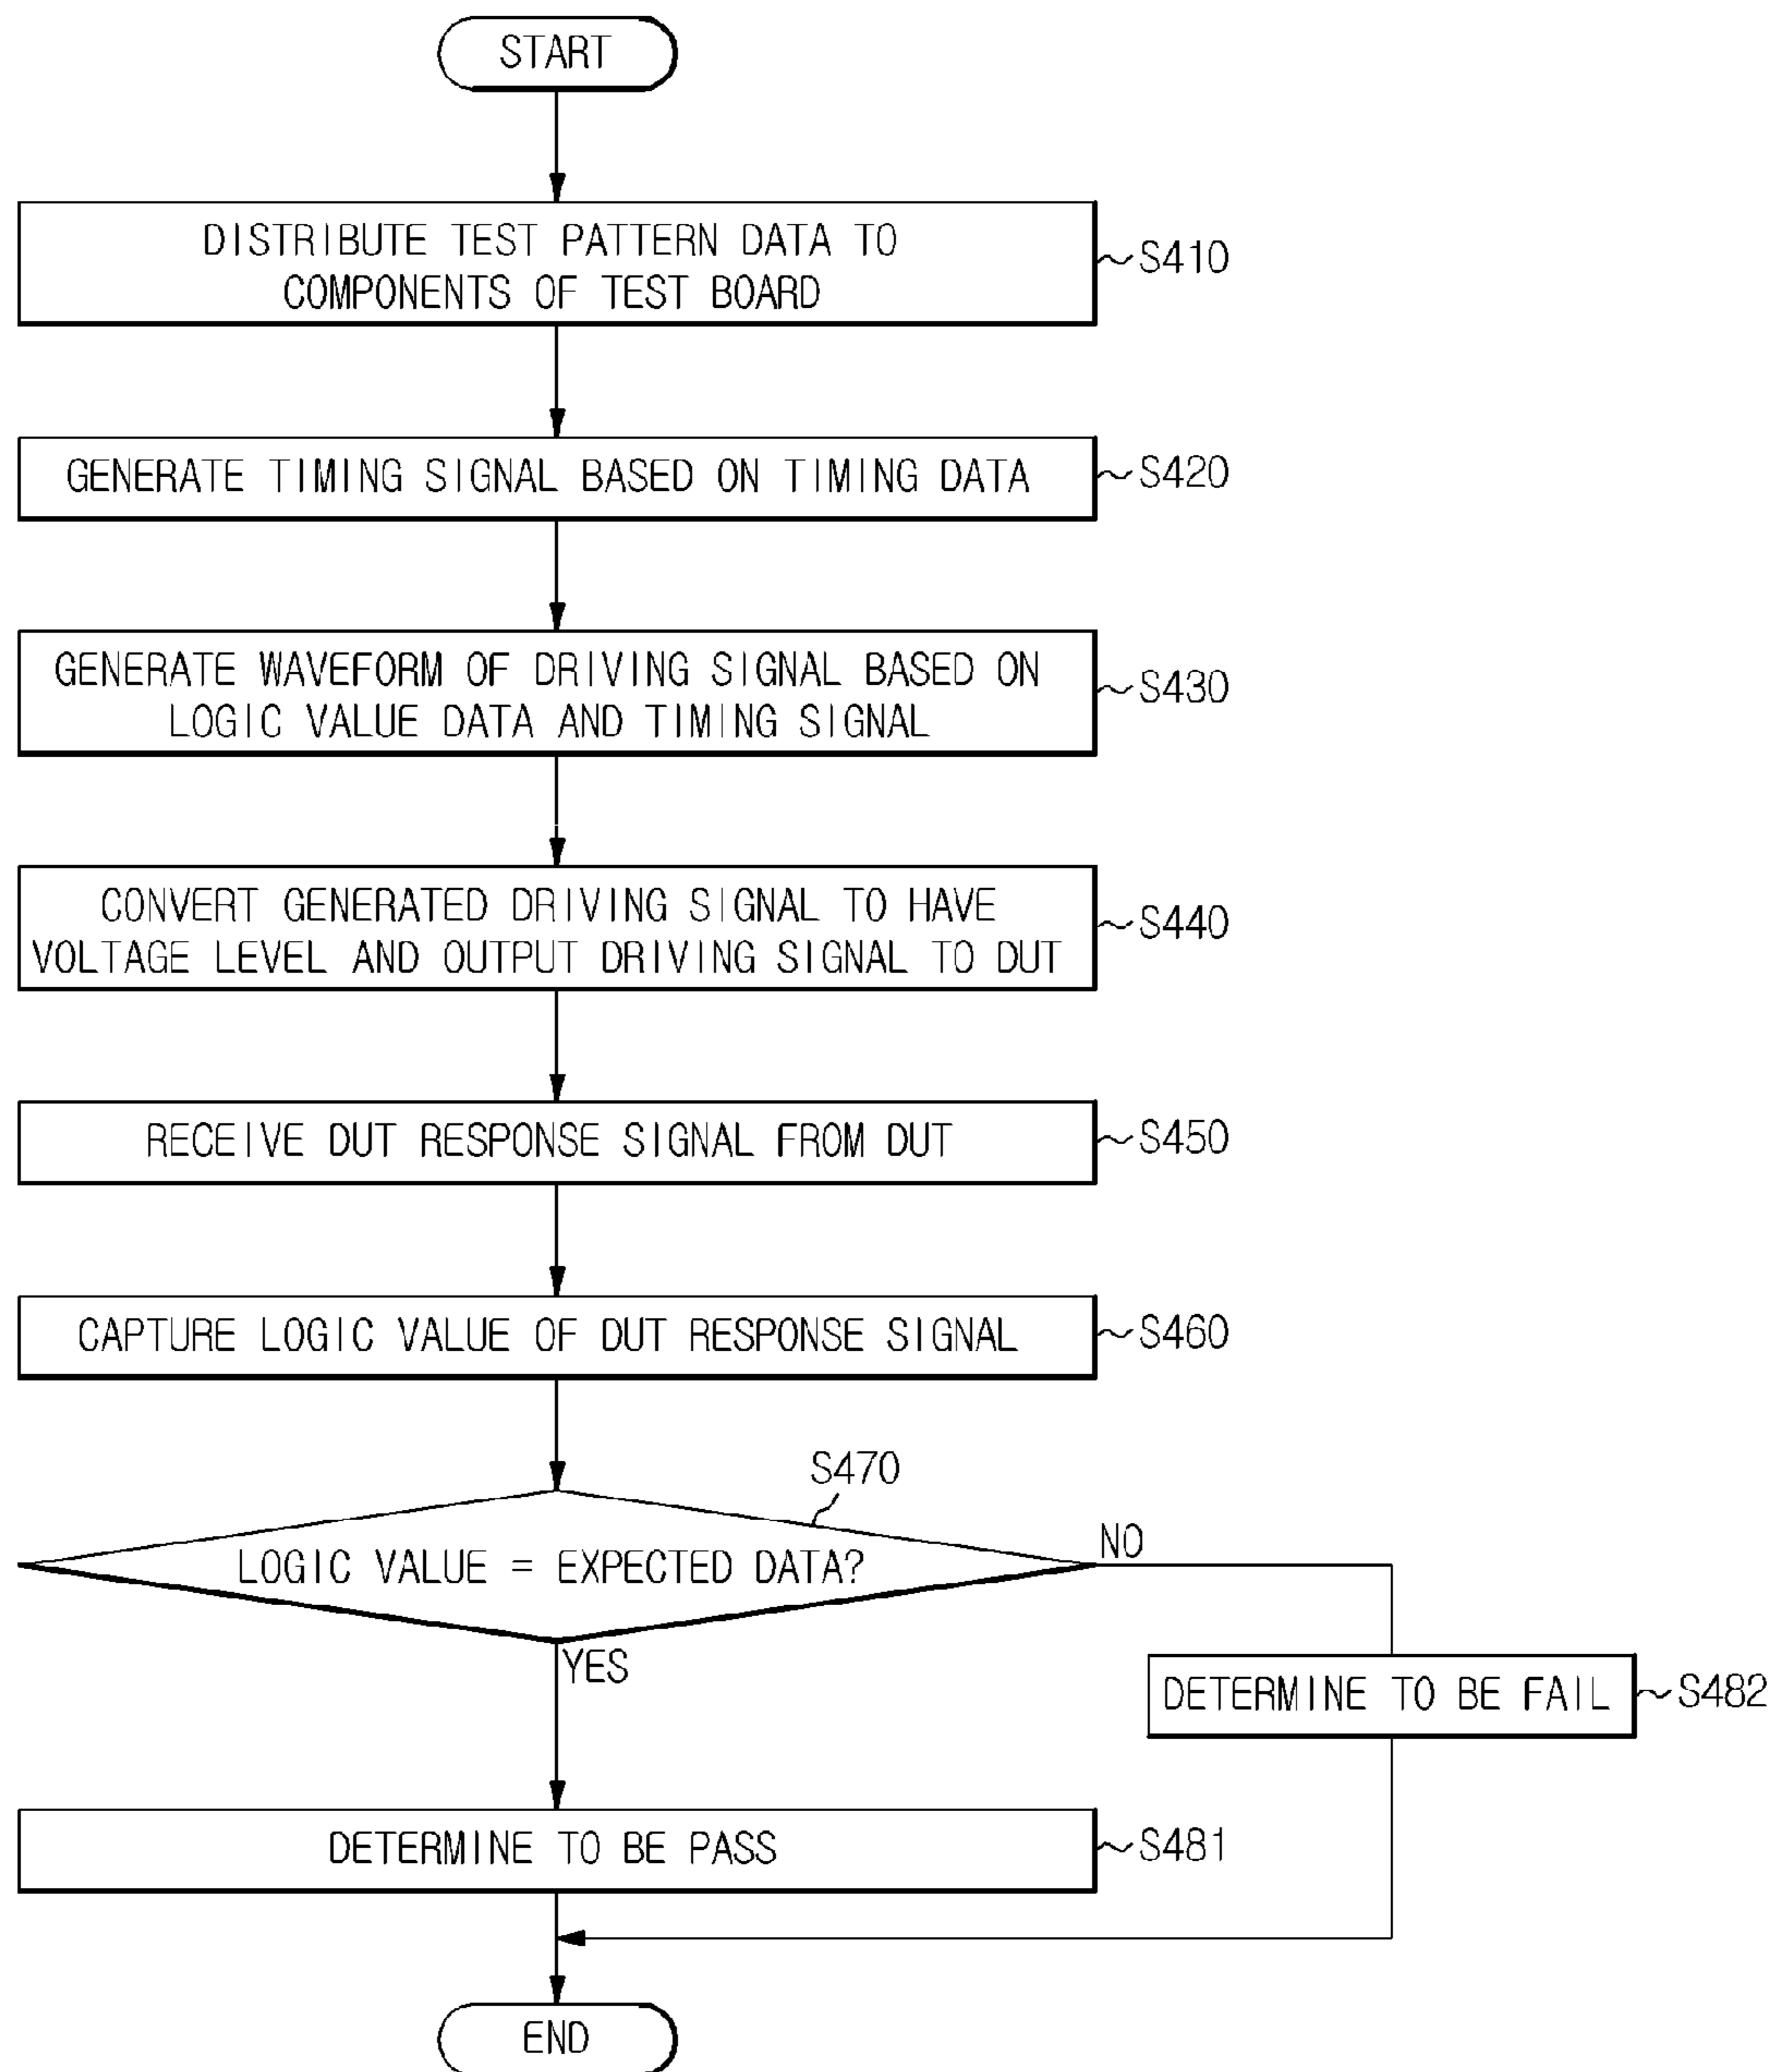 START
DISTRIBUTE TEST PATTERN DATA TO
COMPONENTS OF TEST BOARD
S410
GENERATE TIMING SIGNAL BASED ON TIMING DATA
S420
GENERATE WAVEFORM OF DRIVING SIGNAL BASED ON
LOGIC VALUE DATA AND TIMING SIGNAL
S430
CONVERT GENERATED DRIVING SIGNAL TO HAVE
VOLTAGE LEVEL AND OUTPUT DRIVING SIGNAL TO DUT
S440
RECEIVE DUT RESPONSE SIGNAL FROM DUT
S450
CAPTURE LOGIC VALUE OF DUT RESPONSE SIGNAL
S460
S470
LOGIC VALUE = EXPECTED DATA?
NO
YES
DETERMINE TO BE FAIL
S482
DETERMINE TO BE PASS
S481
END